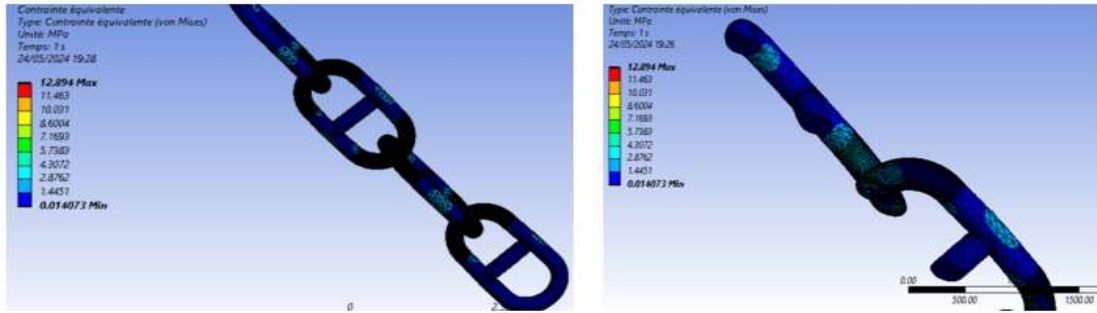 Contrainte équivalente
Type: Contrainte équivalente (von Mises)
Unité: MPa
Temps: 1 s
24/05/2024 19:28
12.894 Max
11.463
10.031
8.6004
7.1693
5.7383
4.3072
2.8762
1.4451
0.014073 Min
0
Type: Contrainte équivalente (von Mises)
Unité: MPa
Temps: 1 s
24/05/2024 19:26
12.894 Max
11.463
10.031
8.6004
7.1693
5.7383
4.3072
2.8762
1.4451
0.014073 Min
0.00
500.00
1500.00